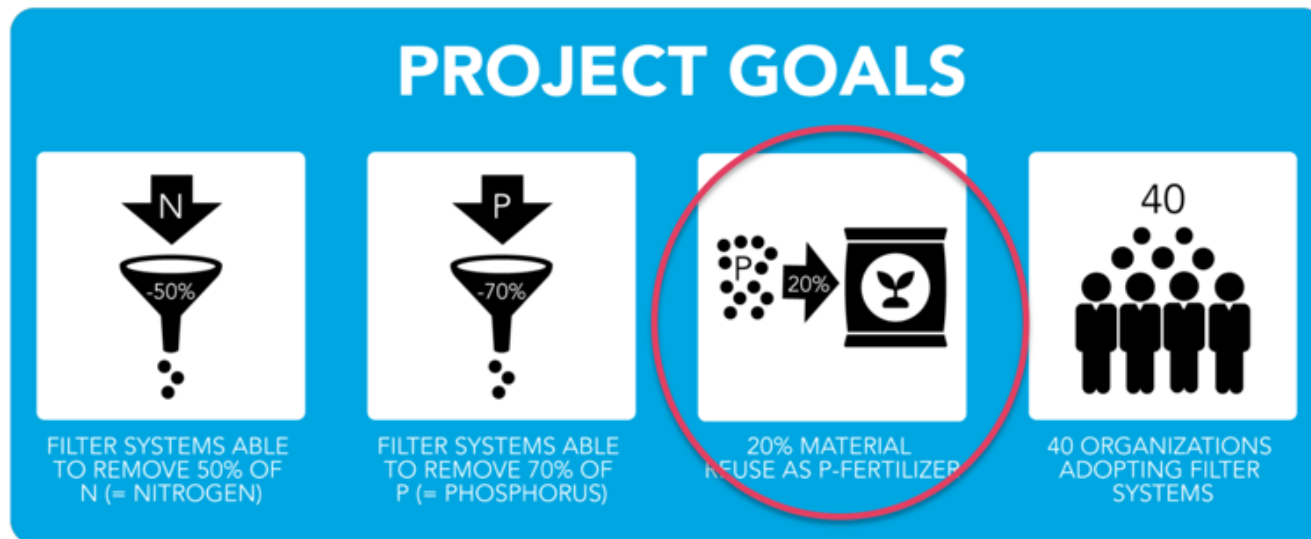 PROJECT GOALS
N
-50%
FILTER SYSTEMS ABLE
TO REMOVE 50% OF
N (= NITROGEN)
P
-70%
FILTER SYSTEMS ABLE
TO REMOVE 70% OF
P (= PHOSPHORUS)
P
20%
20% MATERIAL
REUSE AS P-FERTILIZER
40
40 ORGANIZATIONS
ADOPTING FILTER
SYSTEMS